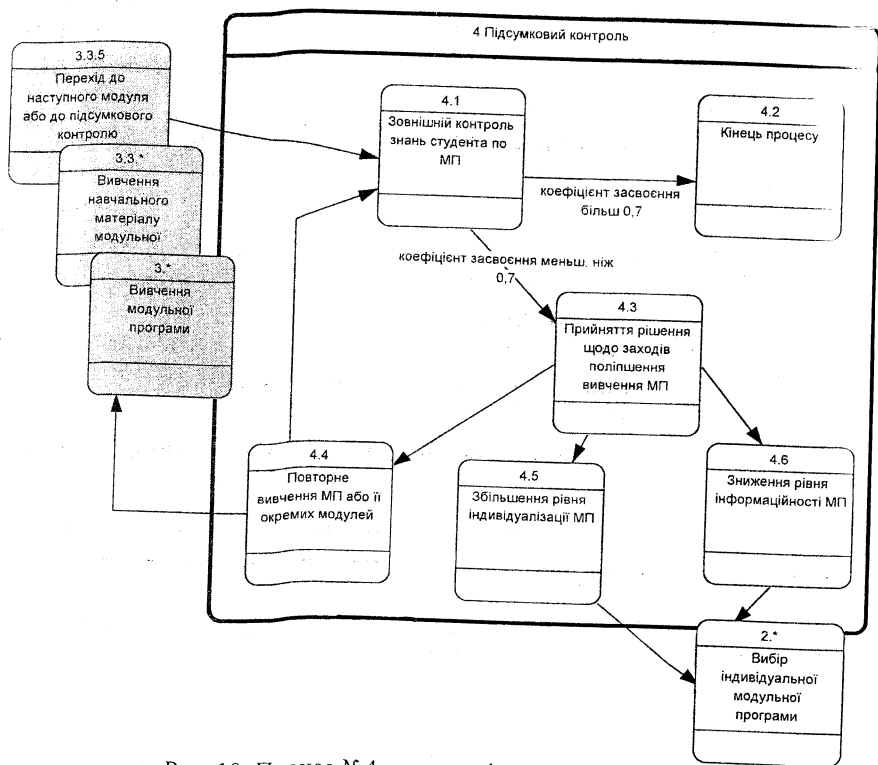 4 Підсумковий контроль
3.3.5
Перехід до
наступного модуля
або до підсумкового
контролю
3.3.*
Вивчення
навчального
матеріалу
модульної
3.*
Вивчення
модульної
програми
4.1
Зовнішній контроль
знань студента по
МП
4.2
Кінець процесу
коефіцієнт засвоєння
більш 0,7
коефіцієнт засвоєння меньш. ніж
0,7
4.3
Прийняття рішення
щодо заходів
поліпшення
вивчення МП
4.4
Повторне
вивчення МП або її
окремих модулей
4.5
Збільшення рівня
індивідуалізації МП
4.6
Зниження рівня
інформаційності МП
2.*
Вибір
індивідуальної
модульної
програми